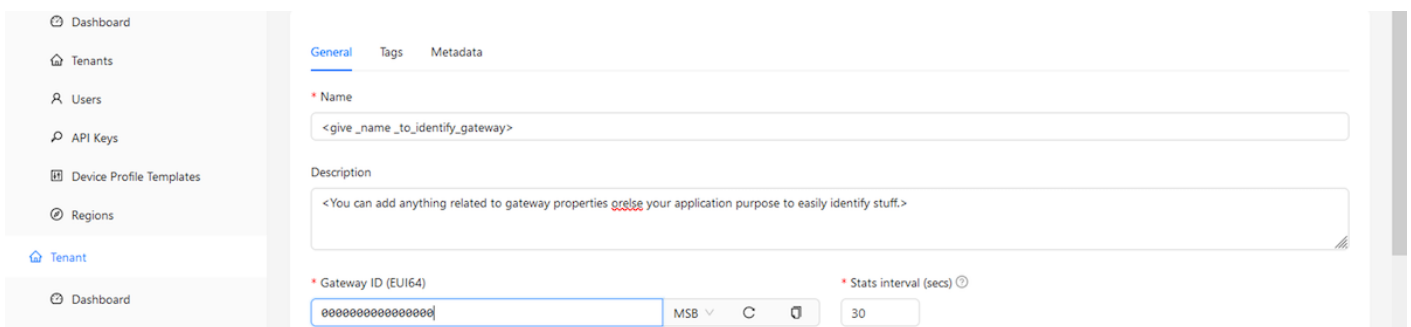 Dashboard
Tenants
Users
API Keys
Device Profile Templates
Regions
Tenant
Dashboard
General Tags Metadata
* Name
<give _name _to_identify_gateway>
Description
<You can add anything related to gateway properties orelse your application purpose to easily identify stuff.>
* Gateway ID (EUI64) * Stats interval (secs)
0000000000000000 MSB 30